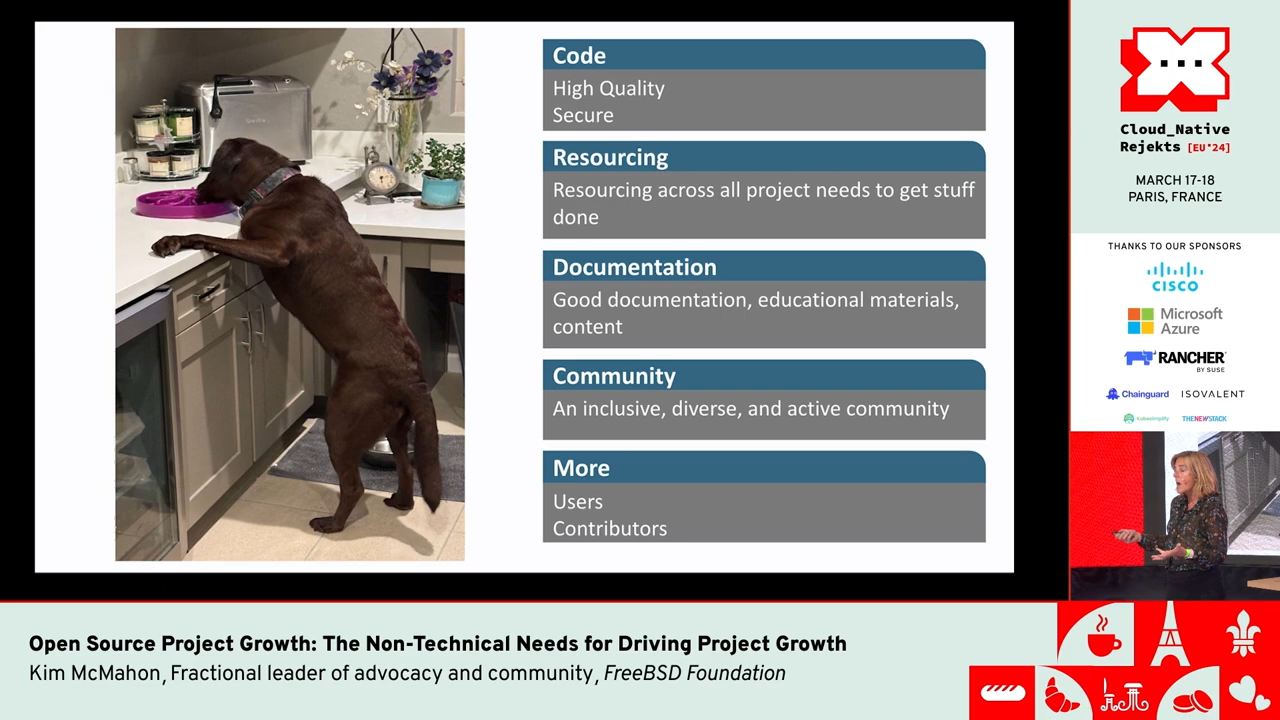 Code
High Quality
Secure
Resourcing
Resourcing across all project needs to get stuff
done
Documentation
Good documentation, educational materials,
content
Community
An inclusive, diverse, and active community
More
Users
Contributors
Cloud_Native
Rejekts [EU'24]
MARCH 17-18
PARIS, FRANCE
THANKS TO OUR SPONSORS
CISCO
Microsoft
Azure
RANCHER
BY SUSE
Chainguard ISOVALENT
kubesimplify THENEWSTACK
Open Source Project Growth: The Non-Technical Needs for Driving Project Growth
Kim McMahon, Fractional leader of advocacy and community, FreeBSD Foundation